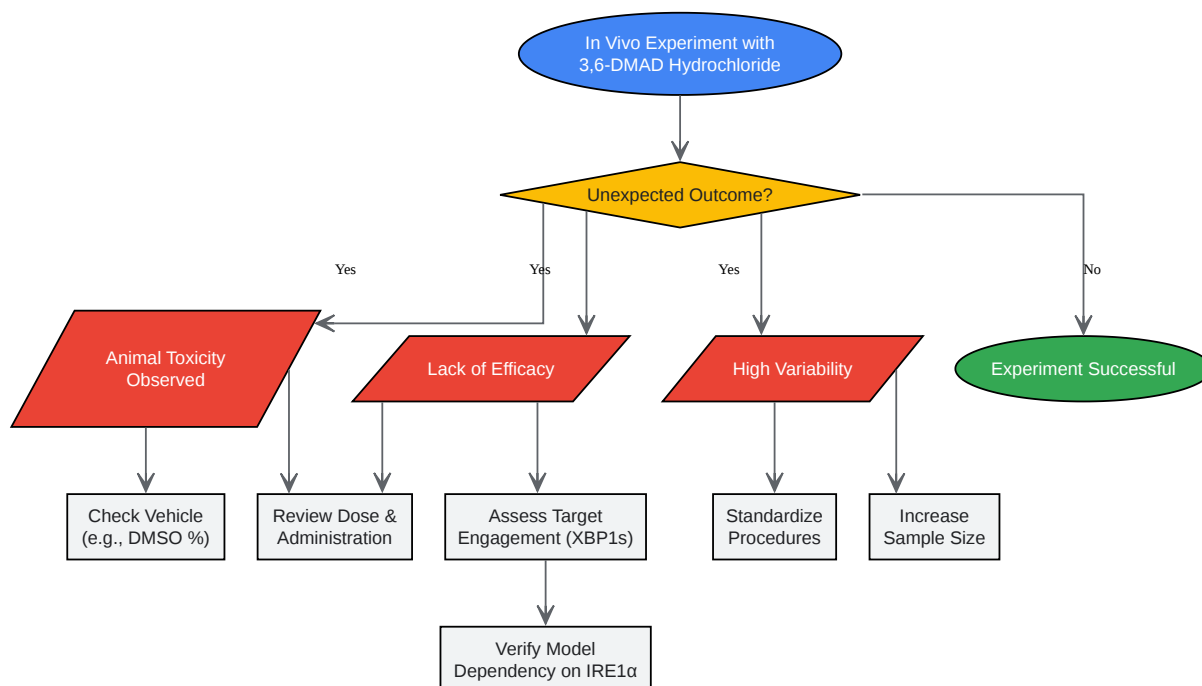 In Vivo Experiment with
3,6-DMAD Hydrochloride
Unexpected Outcome?
Yes
Yes
Yes
No
Animal Toxicity
Observed
Lack of Efficacy
High Variability
Experiment Successful
Check Vehicle
(e.g., DMSO %)
Review Dose &
Administration
Assess Target
Engagement (XBP1s)
Standardize
Procedures
Increase
Sample Size
Verify Model
Dependency on IRE1α